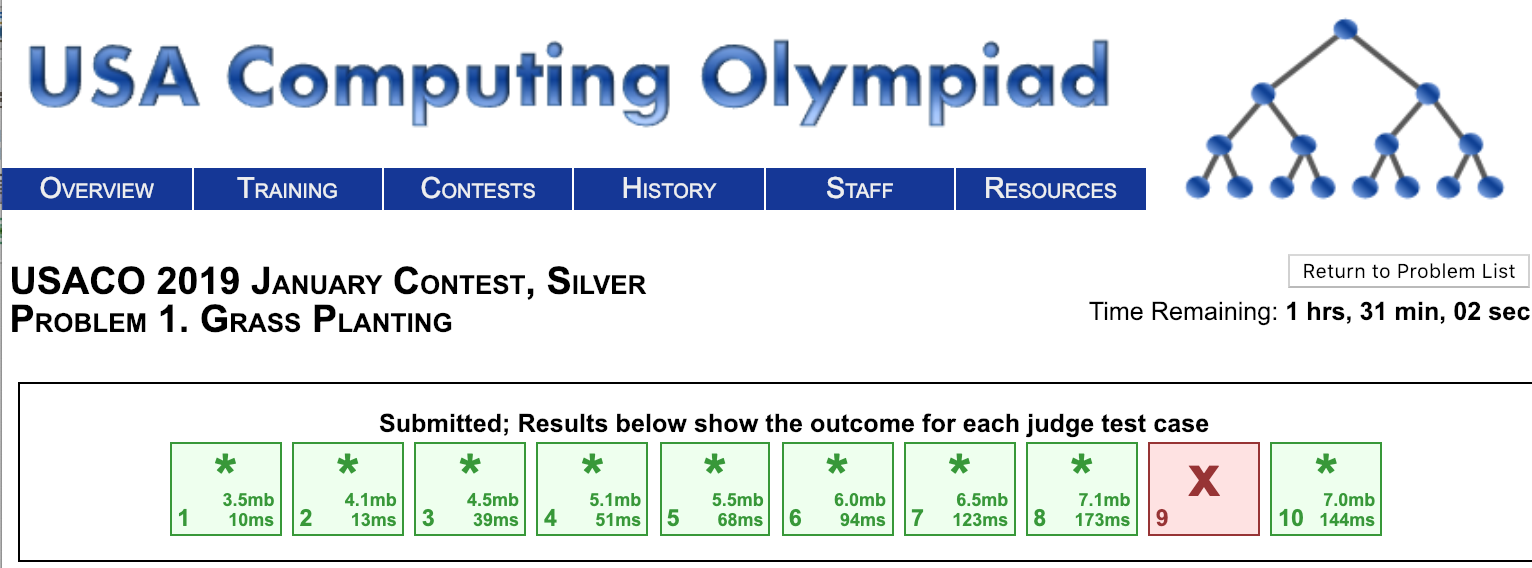 USA Computing Olympiad
OVERVIEW TRAINING CONTESTS HISTORY STAFF RESOURCES
Return to Problem List
USACO 2019 JANUARY CONTEST, SILVER
PROBLEM 1. GRASS PLANTING
Time Remaining: 1 hrs, 31 min, 02 sec
Submitted; Results below show the outcome for each judge test case
* * * * * * * * x *
3.5mb 4.1mb 4.5mb 5.1mb 5.5mb 6.0mb 6.5mb 7.1mb 7.0mb
1 10ms 2 13ms 3 39ms 4 51ms 5 68ms 6 94ms 7 123ms 8 173ms 9 10 144ms